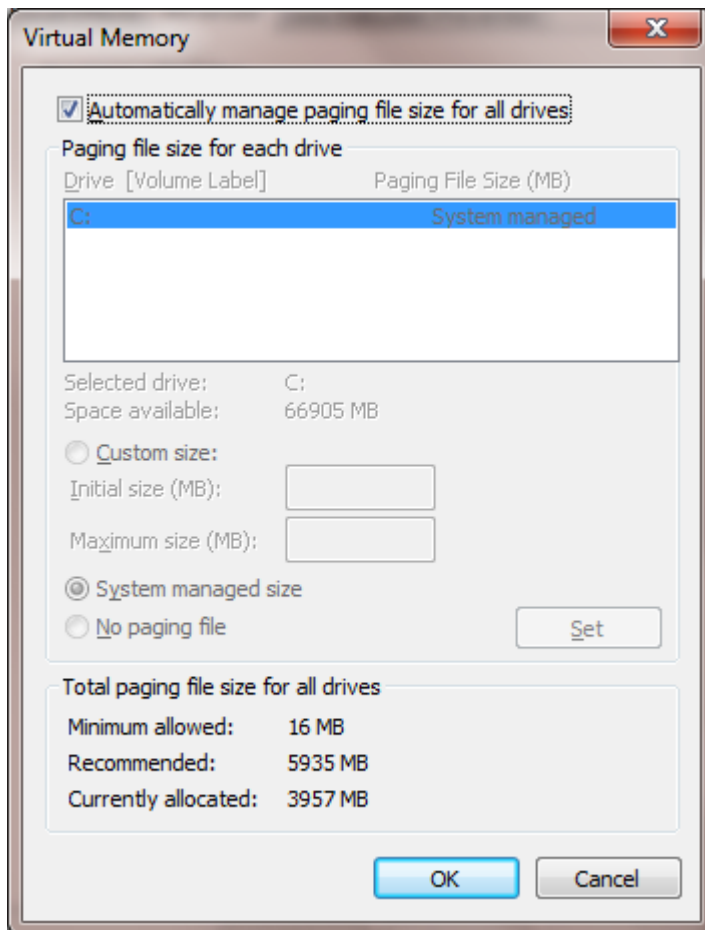 Virtual Memory
Automatically manage paging file size for all drives
Paging file size for each drive
Drive [Volume Label] Paging File Size (MB)
C: System managed
Selected drive: C:
Space available: 66905 MB
Custom size:
Initial size (MB):
Maximum size (MB):
System managed size
No paging file Set
Total paging file size for all drives
Minimum allowed: 16 MB
Recommended: 5935 MB
Currently allocated: 3957 MB
OK Cancel